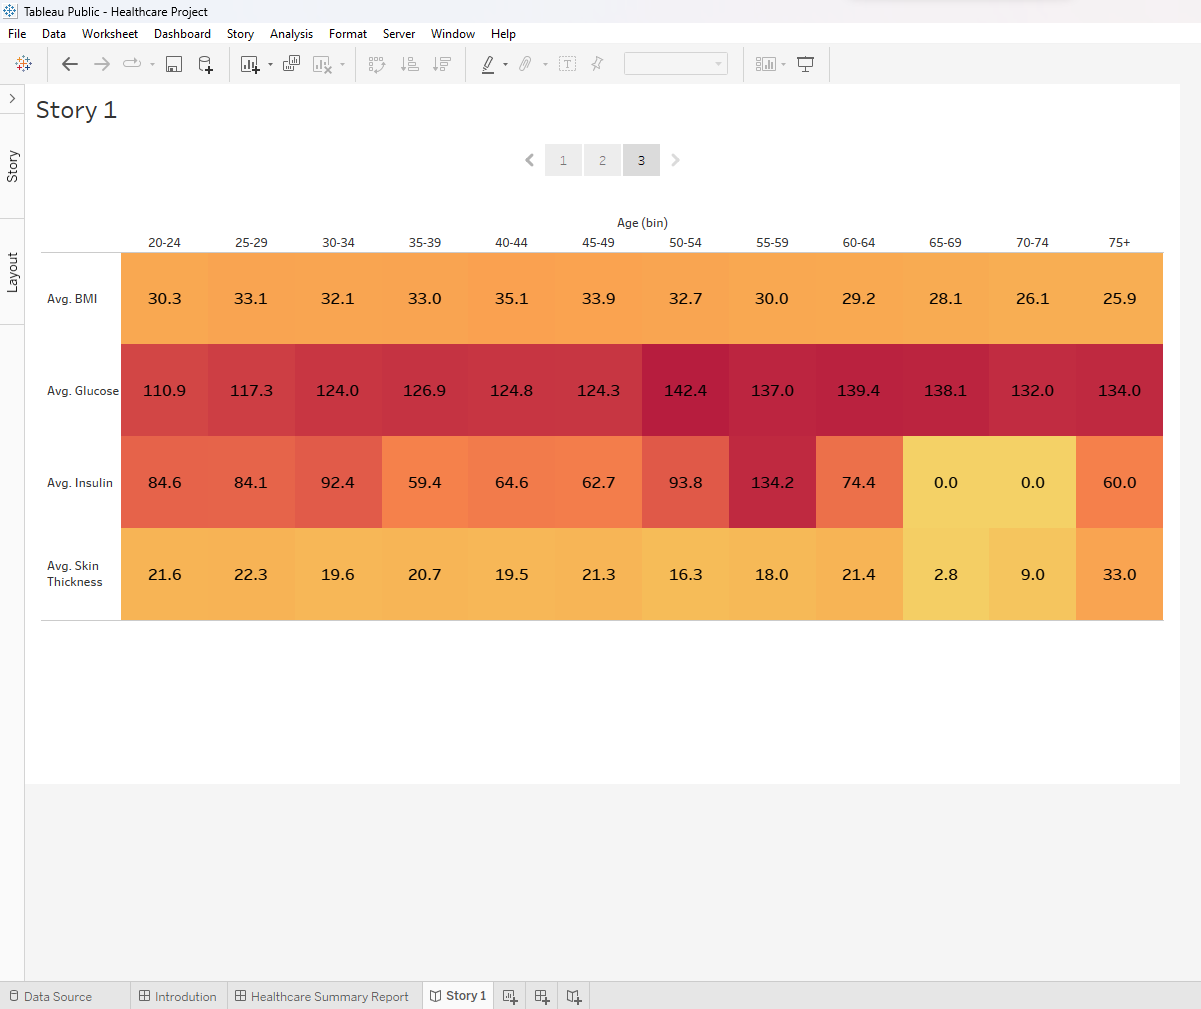 Tableau Public - Healthcare Project
File Data Worksheet Dashboard Story Analysis Format Server Window Help
Story
Layout
Story 1
1 2 3
Age (bin)
20-24 25-29 30-34 35-39 40-44 45-49 50-54 55-59 60-64 65-69 70-74 75+
Avg. BMI 30.3 33.1 32.1 33.0 35.1 33.9 32.7 30.0 29.2 28.1 26.1 25.9
Avg. Glucose 110.9 117.3 124.0 126.9 124.8 124.3 142.4 137.0 139.4 138.1 132.0 134.0
Avg. Insulin 84.6 84.1 92.4 59.4 64.6 62.7 93.8 134.2 74.4 0.0 0.0 60.0
Avg. Skin
Thickness 21.6 22.3 19.6 20.7 19.5 21.3 16.3 18.0 21.4 2.8 9.0 33.0
Data Source Introdution Healthcare Summary Report Story 1